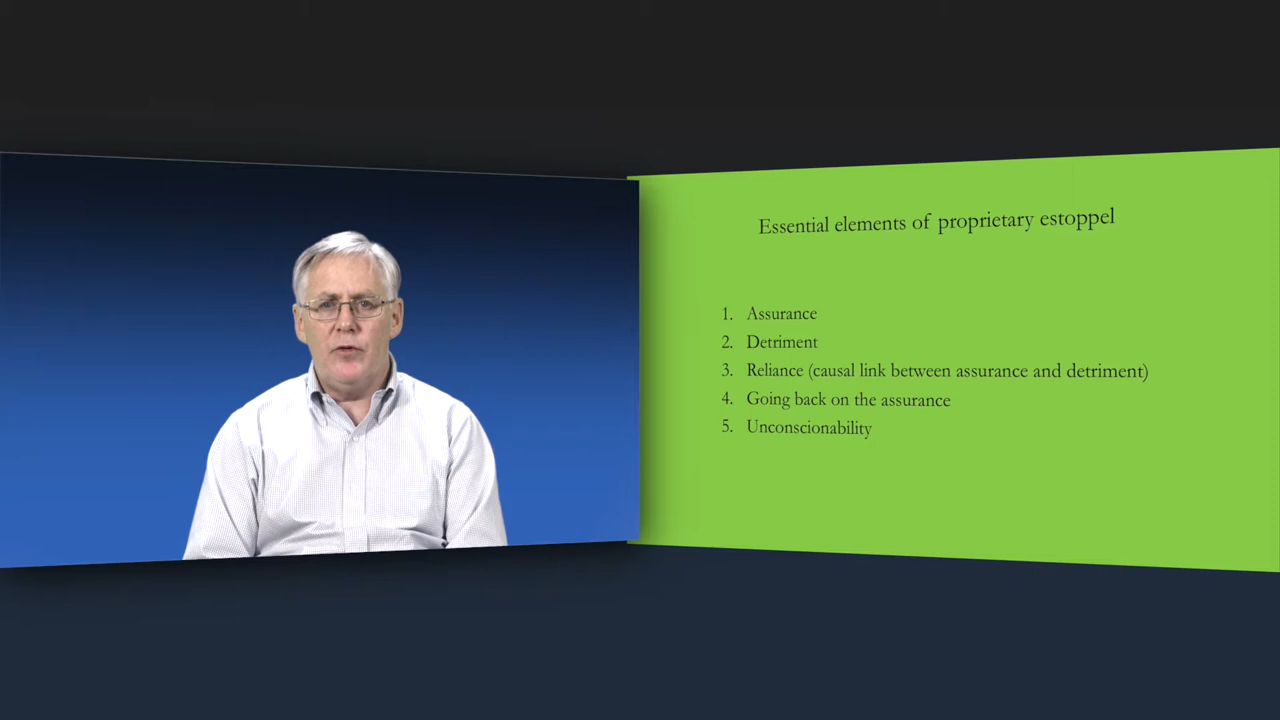 Essential elements of proprietary estoppel
1. Assurance
2. Detriment
3. Reliance (causal link between assurance and detriment)
4. Going back on the assurance
5. Unconscionability